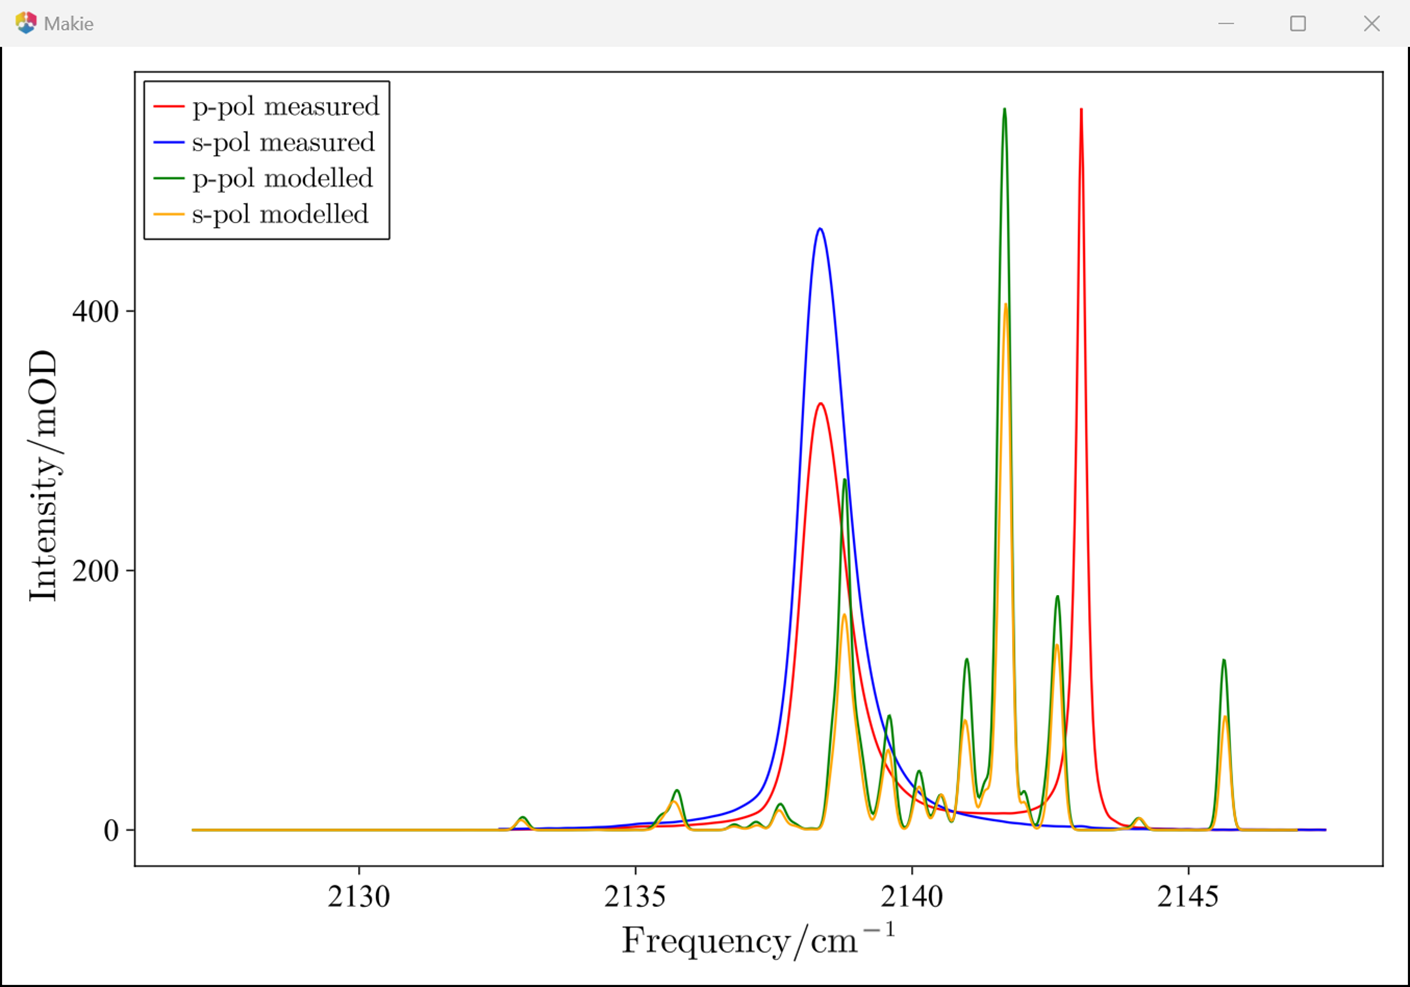 Makie
p-pol measured
s-pol measured
p-pol modelled
s-pol modelled
400
200
0
Intensity/mOD
2130 2135 2140 2145
Frequency/cm⁻¹